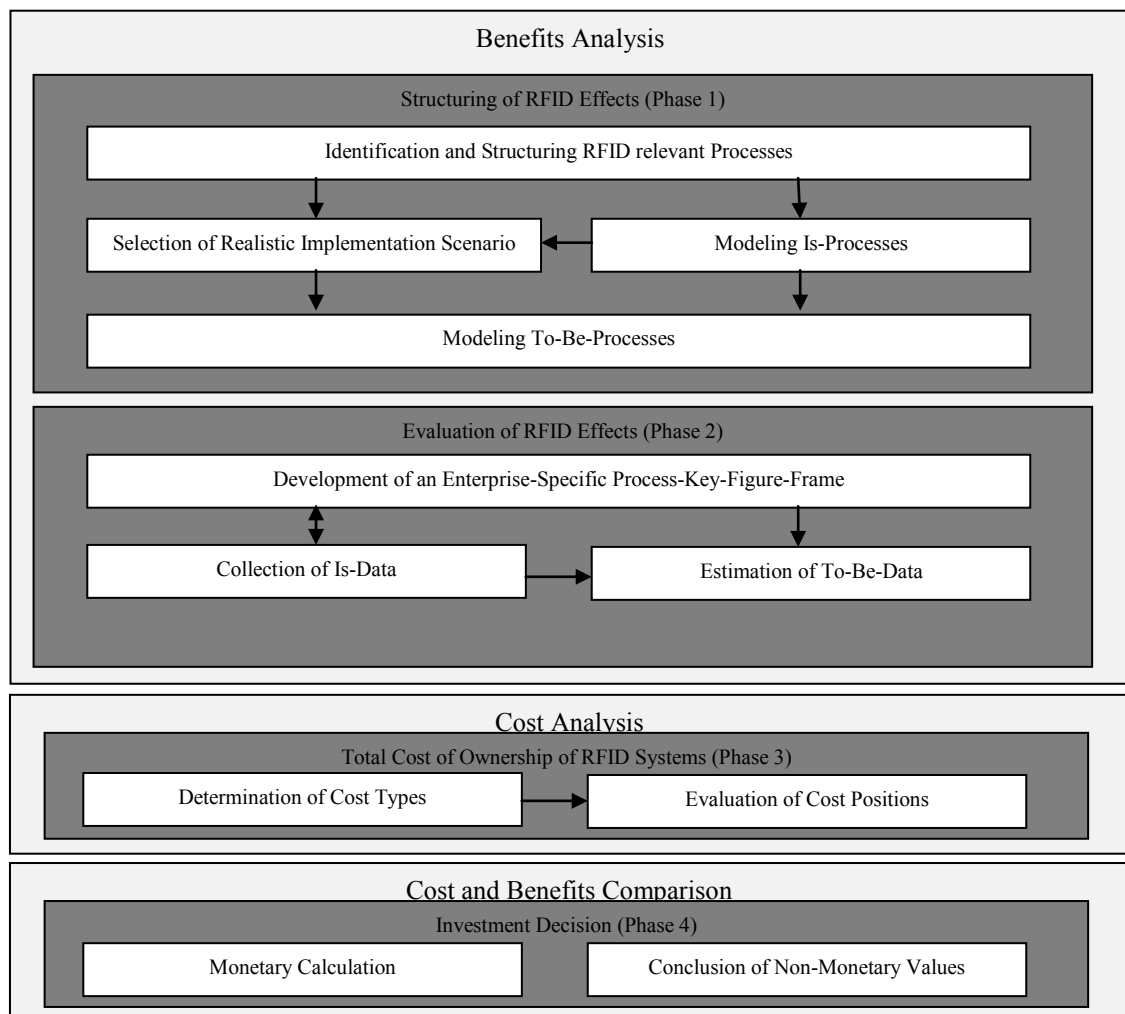 Benefits Analysis
Structuring of RFID Effects (Phase 1)
Identification and Structuring RFID relevant Processes
Selection of Realistic Implementation Scenario
Modeling Is-Processes
Modeling To-Be-Processes
Evaluation of RFID Effects (Phase 2)
Development of an Enterprise-Specific Process-Key-Figure-Frame
Collection of Is-Data
Estimation of To-Be-Data
Cost Analysis
Total Cost of Ownership of RFID Systems (Phase 3)
Determination of Cost Types
Evaluation of Cost Positions
Cost and Benefits Comparison
Investment Decision (Phase 4)
Monetary Calculation
Conclusion of Non-Monetary Values